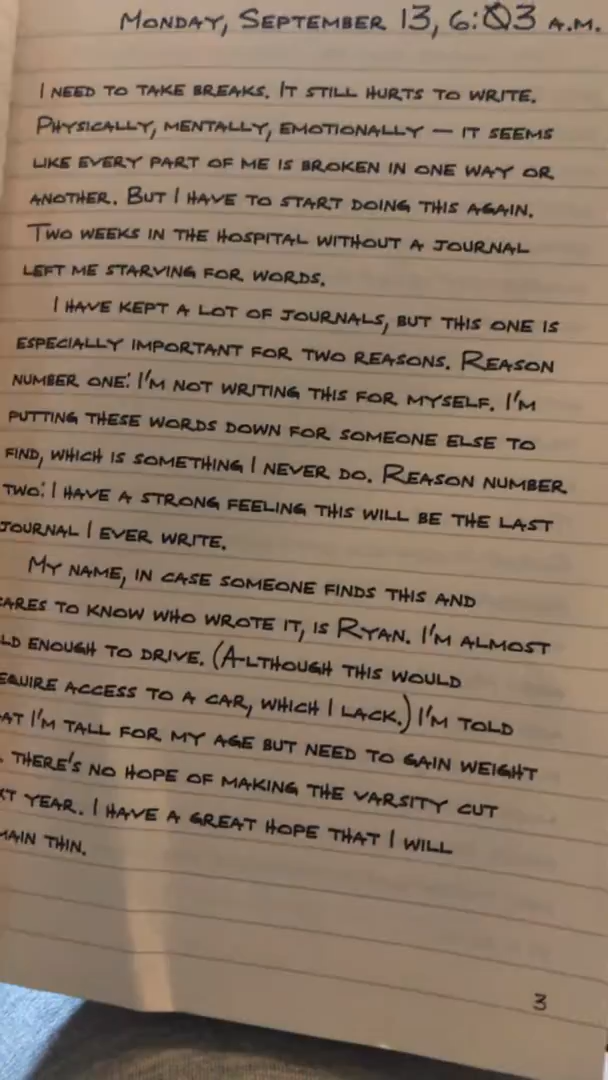 Monday, September 13, 6:03 a.m.
I need to take breaks. It still hurts to write.
Physically, mentally, emotionally — it seems
like every part of me is broken in one way or
another. But I have to start doing this again.
Two weeks in the hospital without a journal
left me starving for words.
I have kept a lot of journals, but this one is
especially important for two reasons. Reason
number one: I'm not writing this for myself. I'm
putting these words down for someone else to
find, which is something I never do. Reason number
two: I have a strong feeling this will be the last
journal I ever write.
My name, in case someone finds this and
ares to know who wrote it, is Ryan. I'm almost
ld enough to drive. (Although this would
equire access to a car, which I lack.) I'm told
at I'm tall for my age but need to gain weight
there's no hope of making the varsity cut
xt year. I have a great hope that I will
main thin.
3